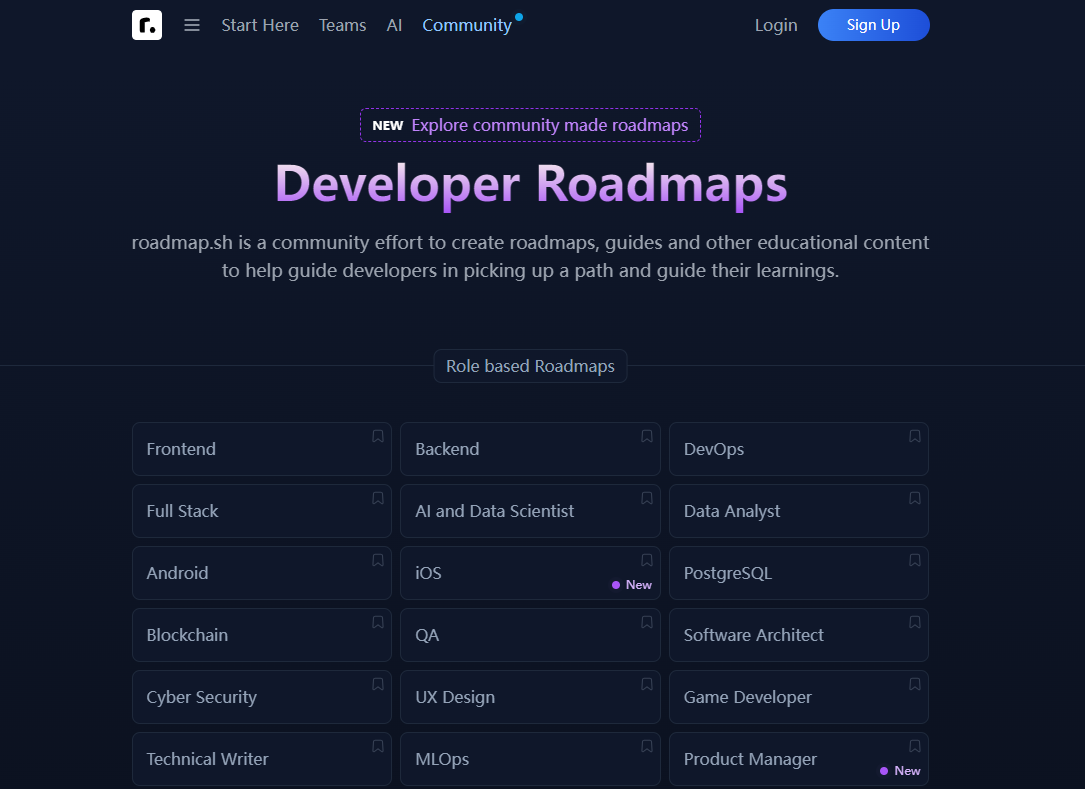 r.
Start Here Teams AI Community
Login Sign Up
NEW Explore community made roadmaps
Developer Roadmaps
roadmap.sh is a community effort to create roadmaps, guides and other educational content
to help guide developers in picking up a path and guide their learnings.
Role based Roadmaps
Frontend
Backend
DevOps
Full Stack
AI and Data Scientist
Data Analyst
Android
iOS
New
PostgreSQL
Blockchain
QA
Software Architect
Cyber Security
UX Design
Game Developer
Technical Writer
MLOps
Product Manager
New